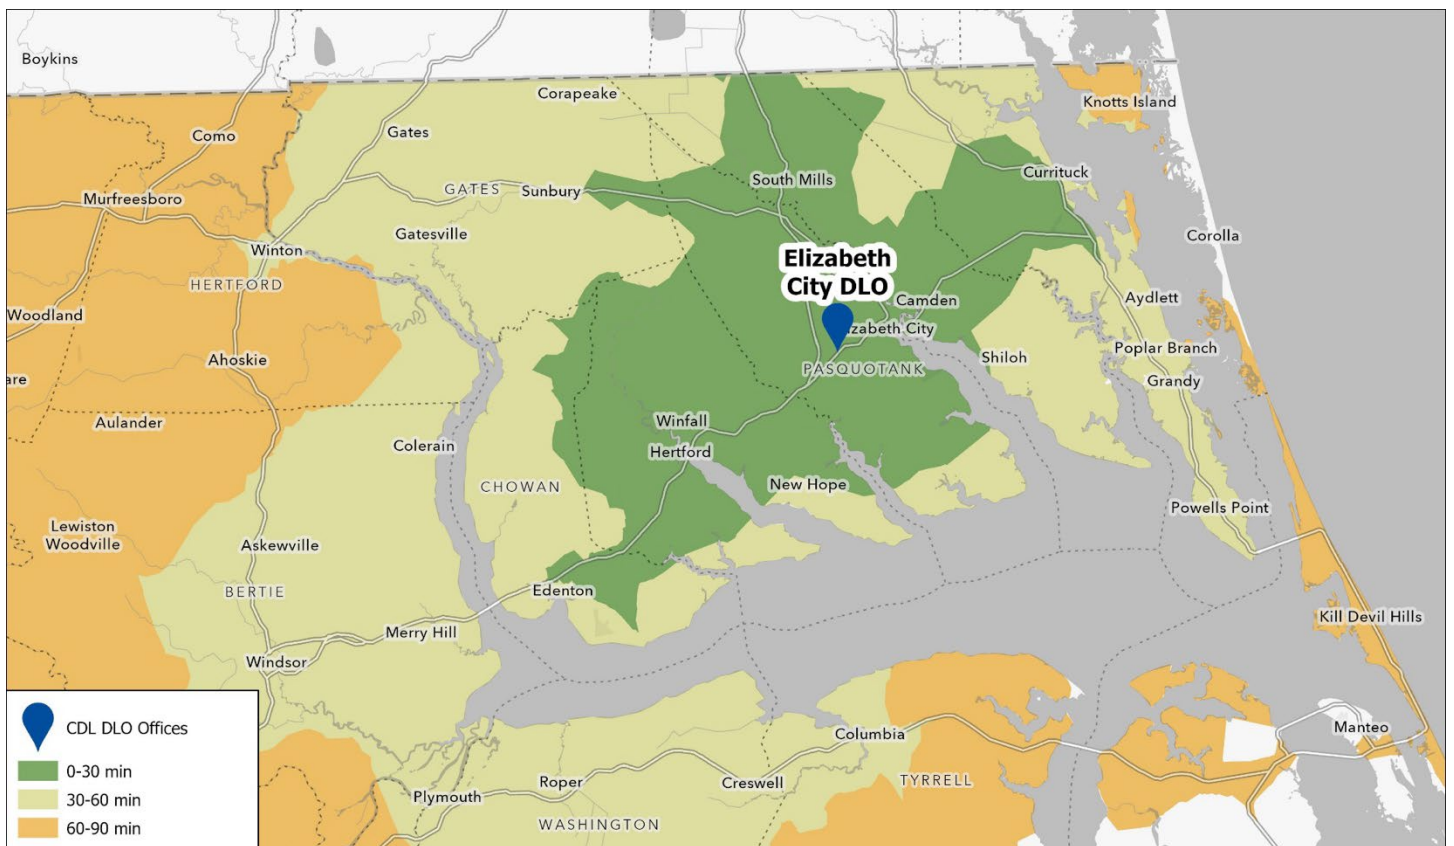 Boykins
Corapeake
Knotts Island
Como
Gates
Murfreesboro
GATES
Sunbury
South Mills
Currituck
Gatesville
Winton
Corolla
HERTFORD
Elizabeth
City DLO
Woodland
Camden
Aydlett
lizabeth City
Ahoskie
PASQUOTANK
Shiloh
Poplar Branch
are
Grandy
Aulander
Winfall
Colerain
Hertford
CHOWAN
New Hope
Powells Point
Lewiston
Woodville
Askewville
BERTIE
Edenton
Kill Devil Hills
Merry Hill
Windsor
CDL DLO Offices
Columbia
Manteo
0-30 min
Roper
Creswell
TYRRELL
30-60 min
Plymouth
60-90 min
WASHINGTON